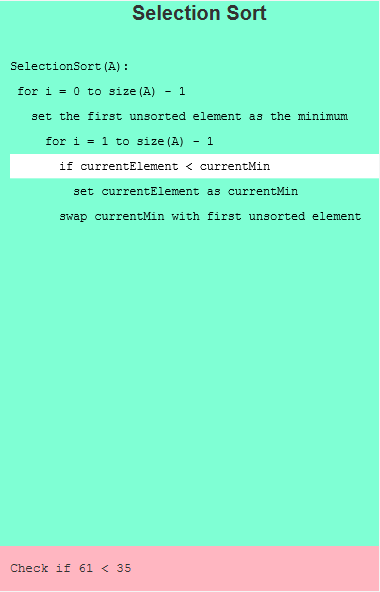 Selection Sort
SelectionSort(A):
for i = 0 to size(A) - 1
set the first unsorted element as the minimum
for i = 1 to size(A) - 1
if currentElement < currentMin
set currentElement as currentMin
swap currentMin with first unsorted element
Check if 61 < 35